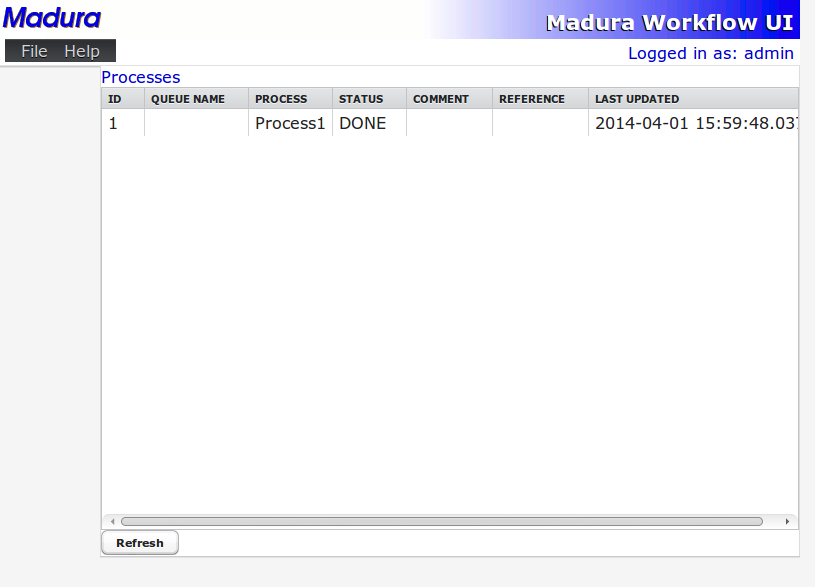 Madura
Madura Workflow UI
File Help
Logged in as: admin
Processes
ID QUEUE NAME PROCESS STATUS COMMENT REFERENCE LAST UPDATED
1 Process1 DONE 2014-04-01 15:59:48.03
Refresh